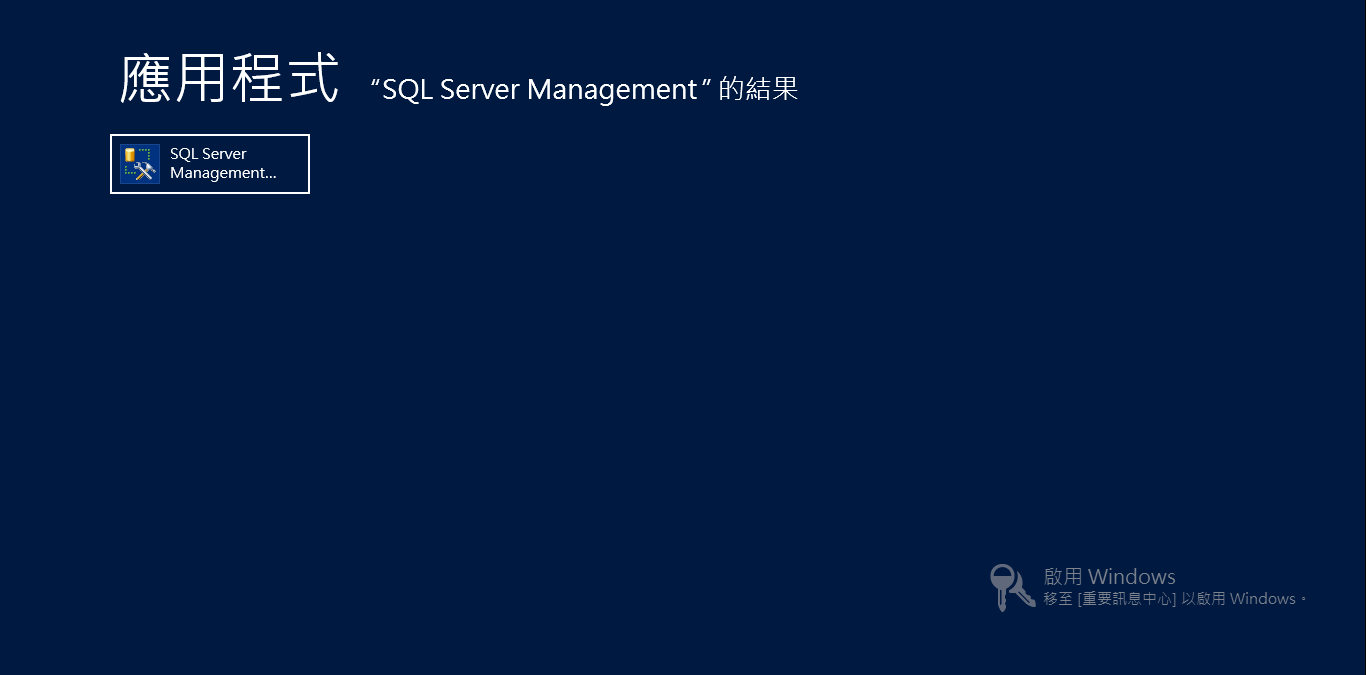 應用程式 “SQL Server Management” 的結果
SQL Server
Management...
啟用 Windows
移至 [重要訊息中心] 以啟用 Windows。